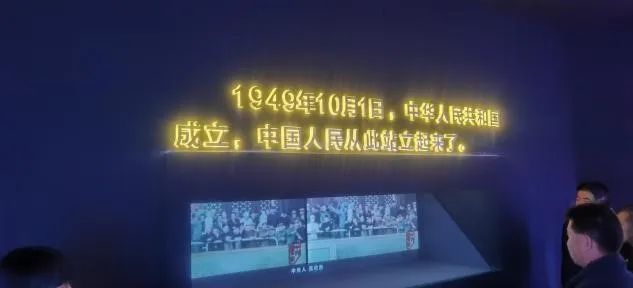 1949年10月1日，中华人民共和国
成立，中国人民从此站立起来了。